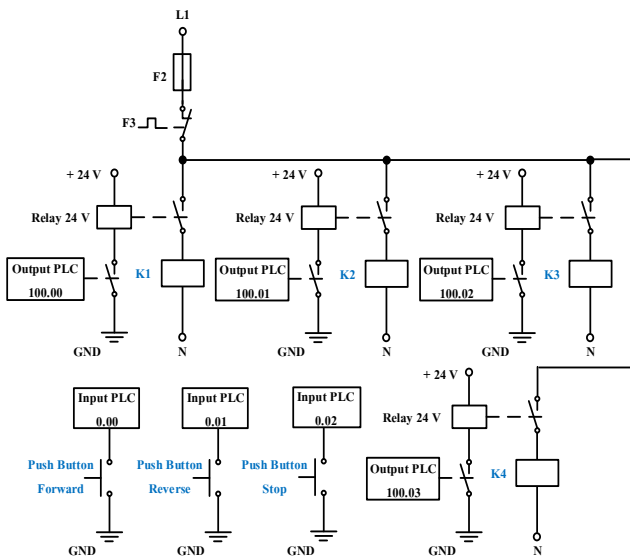 L1
F2
F3
+ 24 V
+ 24 V
+ 24 V
Relay 24 V
Relay 24 V
Relay 24 V
Output PLC
100.00
K1
Output PLC
100.01
K2
Output PLC
100.02
K3
GND
N
GND
N
GND
N
Input PLC
0.00
Input PLC
0.01
Input PLC
0.02
+ 24 V
Relay 24 V
Push Button
Forward
Push Button
Reverse
Push Button
Stop
Output PLC
100.03
K4
GND
GND
GND
GND
N